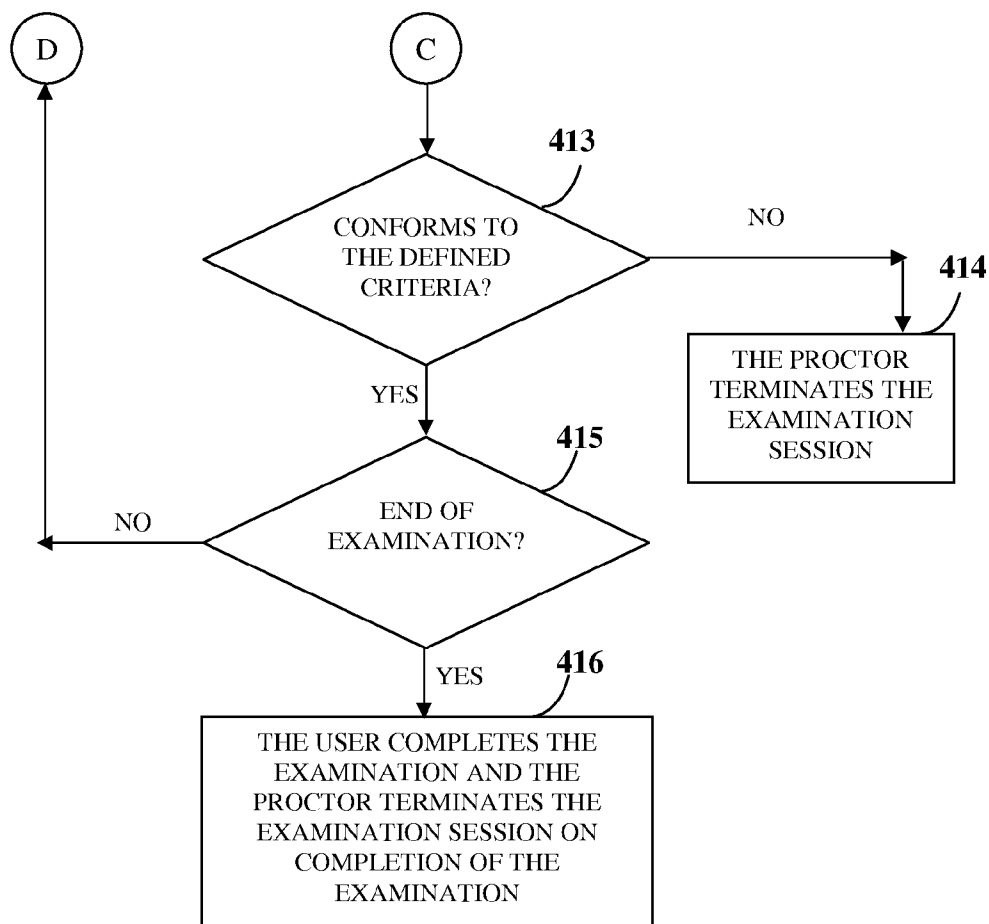 D
C
413
CONFORMS TO
THE DEFINED
CRITERIA?
NO
414
THE PROCTOR
TERMINATES THE
EXAMINATION
SESSION
YES
415
END OF
EXAMINATION?
NO
YES
416
THE USER COMPLETES THE
EXAMINATION AND THE
PROCTOR TERMINATES THE
EXAMINATION SESSION ON
COMPLETION OF THE
EXAMINATION